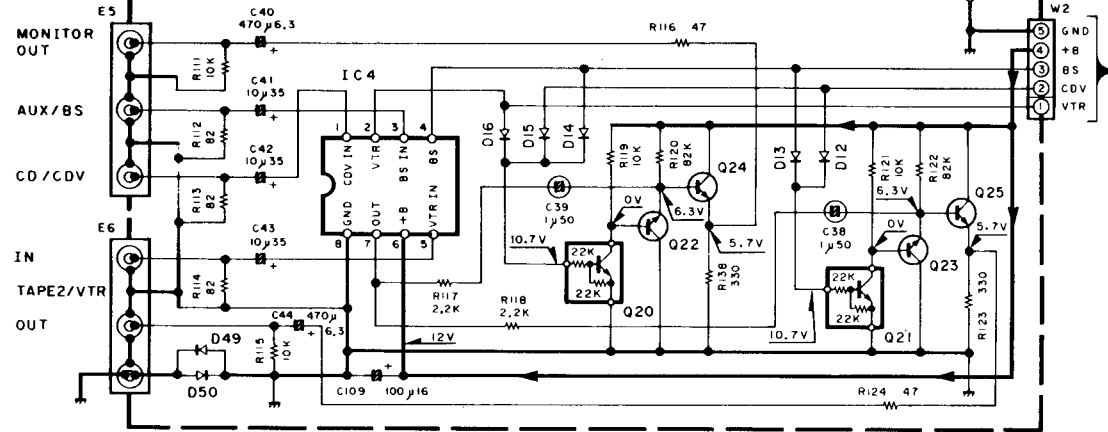 E5
MONITOR
OUT
AUX/BS
CD/CDV
C40
470μ6.3
+
R111
10K
C41
10μ35
+
R112
82
C42
10μ35
+
R113
82
E6
IN
TAPE2/VTR
OUT
C43
10μ35
+
R114
82
C44
470μ
6.3
+
R115
10K
D49
D50
IC4
1
2
3
4
CDV IN
VTR
BS IN
BS
GND
OUT
+B
VTR IN
8
7
6
5
R117
2.2K
R118
2.2K
12V
C109
+
100μ16
R116 47
D16
D15
D14
R119
10K
R120
82K
Q24
C39
1μ50
0V
6.3V
Q22
5.7V
10.7V
22K
22K
Q20
R138
330
D13
D12
R121
10K
R122
82K
6.3V
Q25
C38
1μ50
0V
5.7V
Q23
22K
22K
10.7V
Q21
330
R123
R124 47
W2
5 GND
4 +B
3 BS
2 CDV
1 VTR